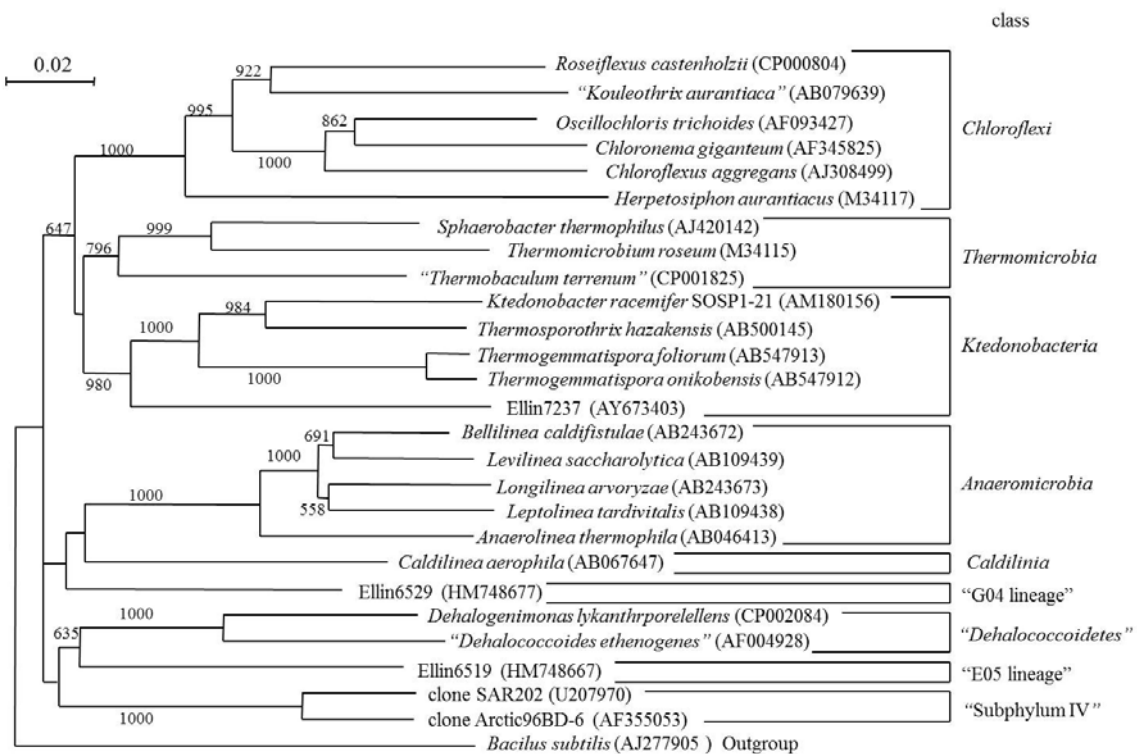 class
0.02
922
Roseiflexus castenholzii (CP000804)
"Kouleothrix aurantiaca" (AB079639)
995
862
Oscillochloris trichoides (AF093427)
Chloroflexi
1000
Chloronema giganteum (AF345825)
1000
Chloroflexus aggregans (AJ308499)
Herpetosiphon aurantiacus (M34117)
647
999
Sphaerobacter thermophilus (AJ420142)
796
Thermomicrobium roseum (M34115)
Thermomicrobia
"Thermobaculum terrenum" (CP001825)
984
Ktedonobacter racemifer SOSP1-21 (AM180156)
1000
Thermosporothrix hazakensis (AB500145)
Ktedonobacteria
Thermogemmatispora foliorum (AB547913)
980
1000
Thermogemmatispora onikobensis (AB547912)
Ellin7237 (AY673403)
691
Bellilinea caldifistulae (AB243672)
1000
Levilinea saccharolytica (AB109439)
Anaeromicrobia
1000
Longilinea arvoryzae (AB243673)
558
Leptolinea tardivitalis (AB109438)
Anaerolinea thermophila (AB046413)
Caldilinea aerophila (AB067647)
Caldilinia
Ellin6529 (HM748677)
"G04 lineage"
1000
Dehalogenimonas lykanthrporelellens (CP002084)
635
"Dehalococcoides ethenogenes" (AF004928)
"Dehalococcoidetes"
Ellin6519 (HM748667)
"E05 lineage"
clone SAR202 (U207970)
"Subphylum IV"
1000
clone Arctic96BD-6 (AF355053)
Bacilus subtilis (AJ277905 ) Outgroup